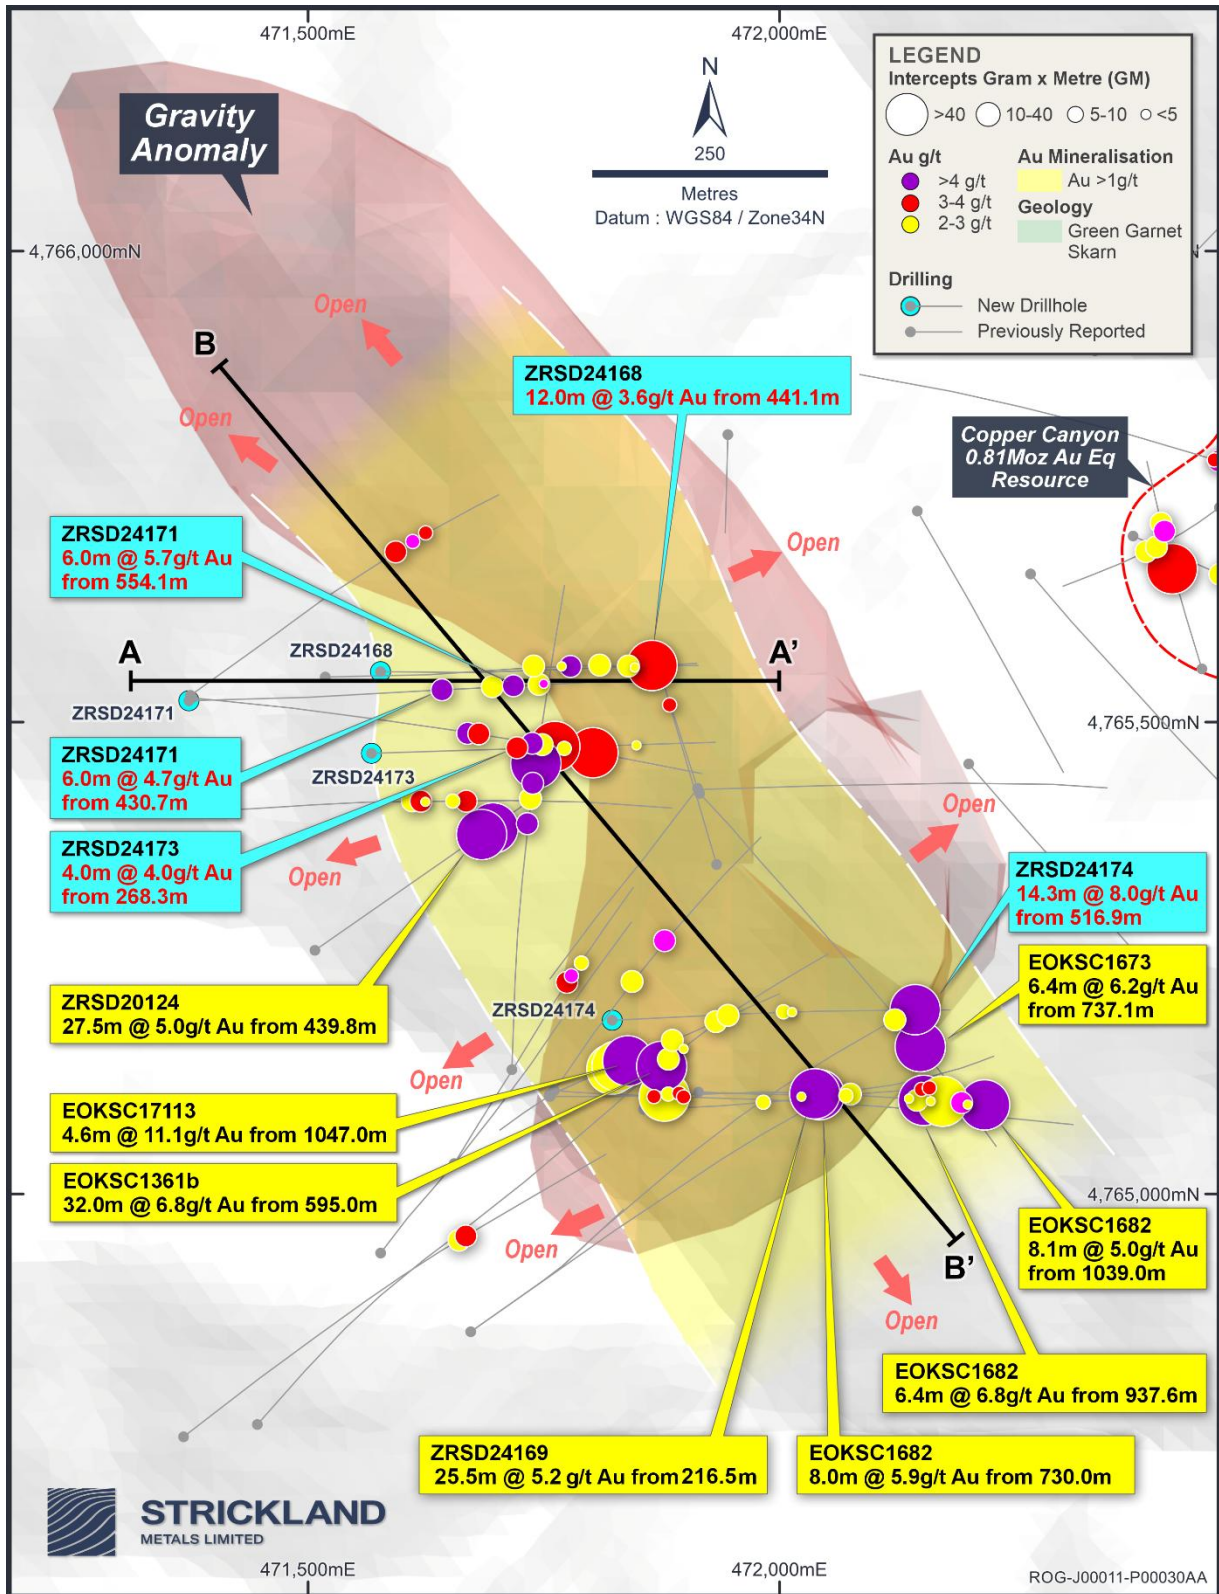 471,500mE
472,000mE
LEGEND
Intercepts Gram x Metre (GM)
>40
10-40
5-10
<5
Au g/t
>4 g/t
3-4 g/t
2-3 g/t
Au Mineralisation
Au >1g/t
Geology
Green Garnet
Skarn
Drilling
New Drillhole
Previously Reported
N
250
Metres
Datum : WGS84 / Zone34N
Gravity
Anomaly
4,766,000mN
N
Open
B
Open
ZRSD24168
12.0m @ 3.6g/t Au from 441.1m
Copper Canyon
0.81Moz Au Eq
Resource
ZRSD24171
6.0m @ 5.7g/t Au
from 554.1m
Open
A
ZRSD24168
A'
ZRSD24171
4,765,500mN
ZRSD24171
6.0m @ 4.7g/t Au
from 430.7m
ZRSD24173
Open
ZRSD24173
4.0m @ 4.0g/t Au
from 268.3m
Open
ZRSD24174
14.3m @ 8.0g/t Au
from 516.9m
EOKSC1673
6.4m @ 6.2g/t Au
from 737.1m
ZRSD20124
27.5m @ 5.0g/t Au from 439.8m
ZRSD24174
Open
EOKSC17113
4.6m @ 11.1g/t Au from 1047.0m
EOKSC1361b
32.0m @ 6.8g/t Au from 595.0m
4,765,000mN
Open
EOKSC1682
8.1m @ 5.0g/t Au
from 1039.0m
B'
Open
EOKSC1682
6.4m @ 6.8g/t Au from 937.6m
ZRSD24169
25.5m @ 5.2 g/t Au from 216.5m
EOKSC1682
8.0m @ 5.9g/t Au from 730.0m
STRICKLAND
METALS LIMITED
471,500mE
472,000mE
ROG-J00011-P00030AA